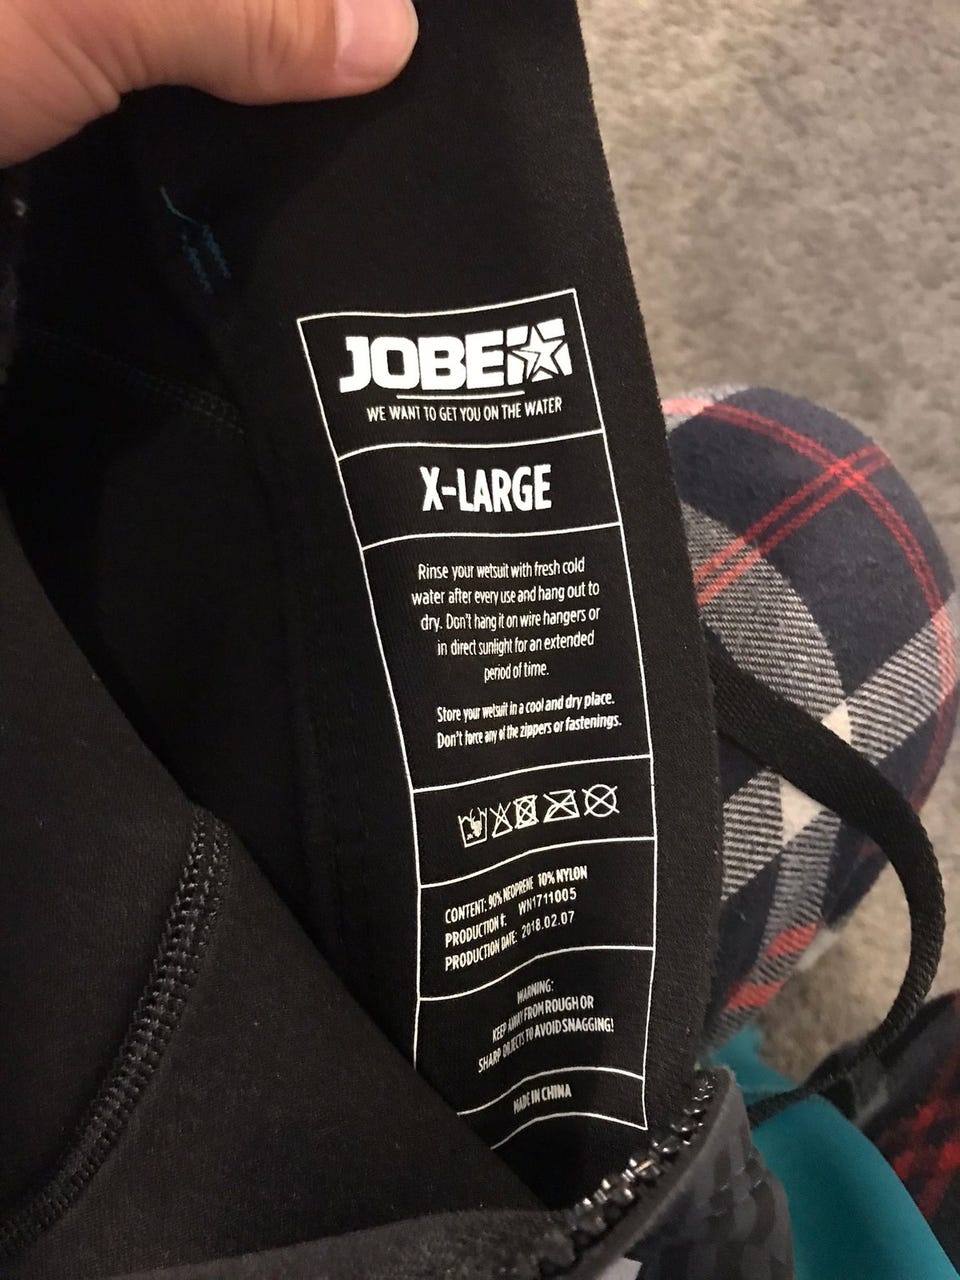 JOBE
WE WANT TO GET YOU ON THE WATER
X-LARGE
Rinse your wetsuit with fresh cold
water after every use and hang out to
dry. Don't hang it on wire hangers or
in direct sunlight for an extended
period of time.
Store your wetsuit in a cool and dry place.
Don't force any of the zippers or fastenings.
CONTENT: 90% NEOPRENE 10% NYLON
PRODUCTION #: WN1711005
PRODUCTION DATE: 2018.02.07
WARNING:
KEEP AWAY FROM ROUGH OR
SHARP OBJECTS TO AVOID SNAGGING!
MADE IN CHINA